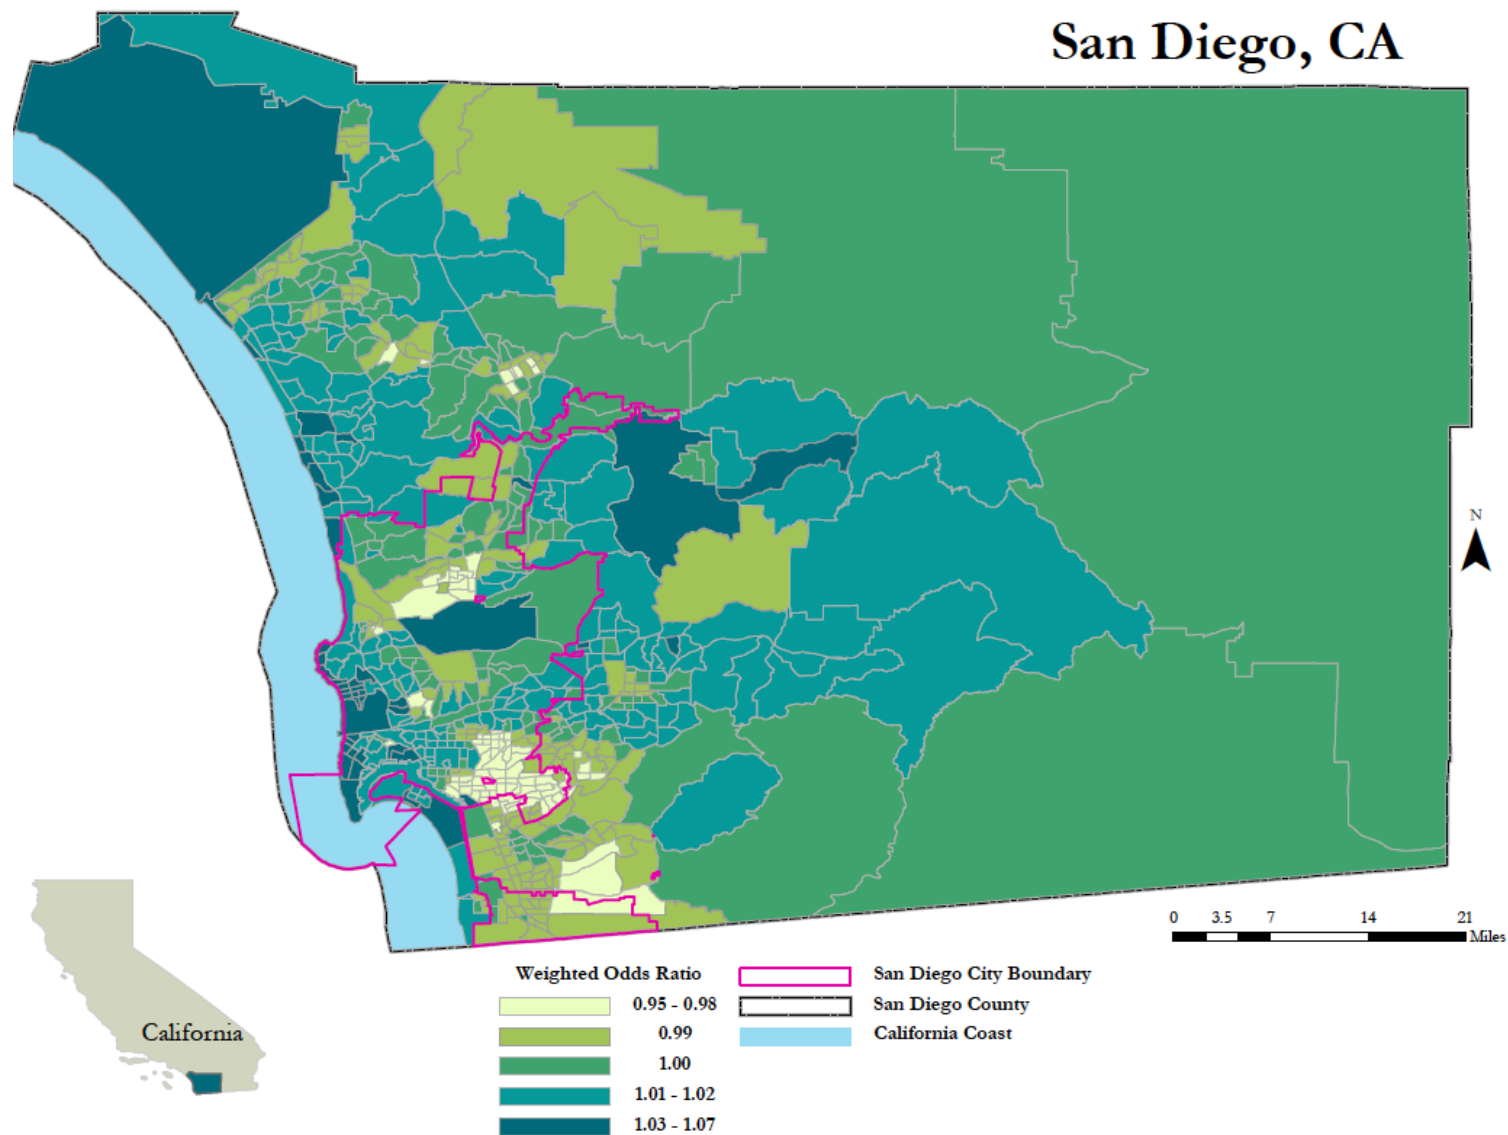 San Diego, CA
N
0 3.5 7 14 21
Miles
California
Weighted Odds Ratio
0.95 - 0.98
0.99
1.00
1.01 - 1.02
1.03 - 1.07
San Diego City Boundary
San Diego County
California Coast